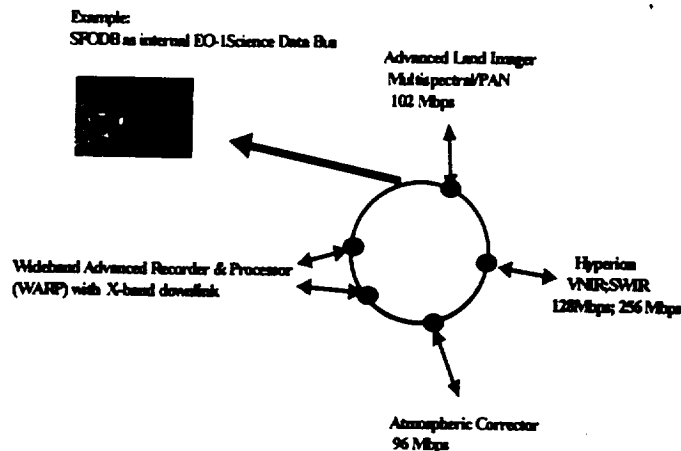 Example:
SFODB as internal EO-1Science Data Bus
Advanced Land Imager
Multispectral/PAN
102 Mbps
Wideband Advanced Recorder & Processor
(WARP) with X-band downlink
Hyperion
VNIR;SWIR
128Mbps; 256 Mbps
Atmospheric Corrector
96 Mbps